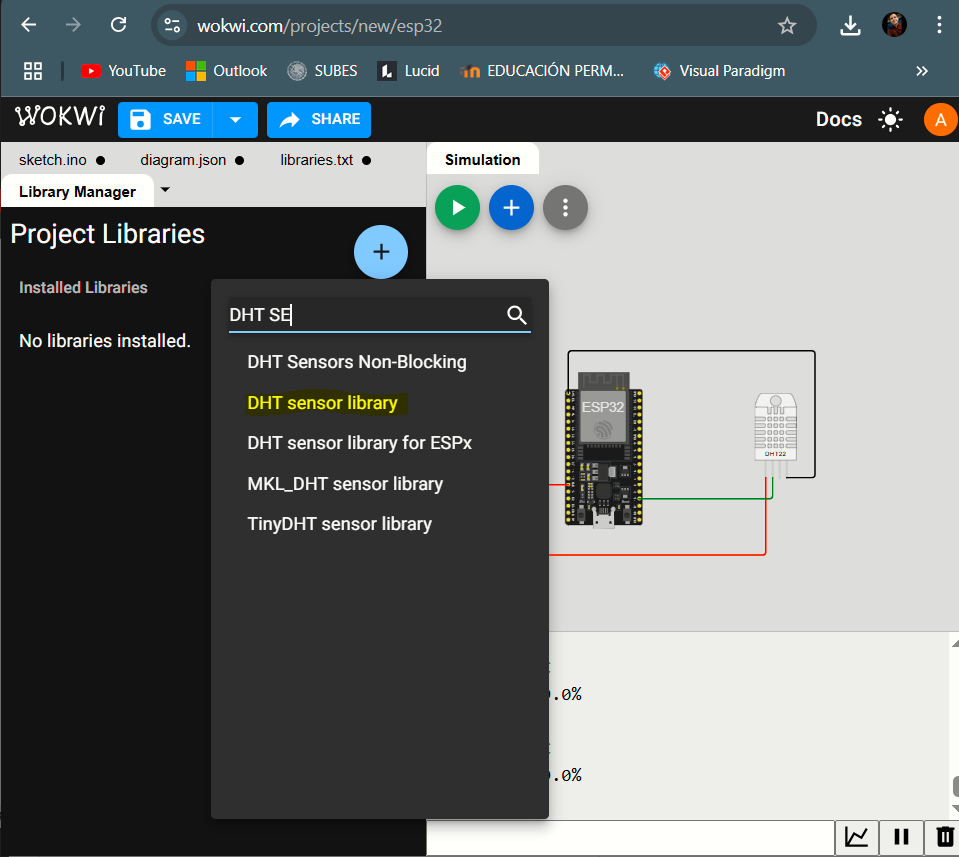 wokwi.com/projects/new/esp32
YouTube Outlook SUBES Lucid EDUCACIÓN PERM... Visual Paradigm »
WOKWI SAVE SHARE Docs A
sketch.ino ● diagram.json ● libraries.txt ●
Library Manager
Simulation
Project Libraries
+
Installed Libraries
No libraries installed.
DHT SE
DHT Sensors Non-Blocking
DHT sensor library
DHT sensor library for ESPx
MKL_DHT sensor library
TinyDHT sensor library
ESP32
DHT22
.0%
.0%